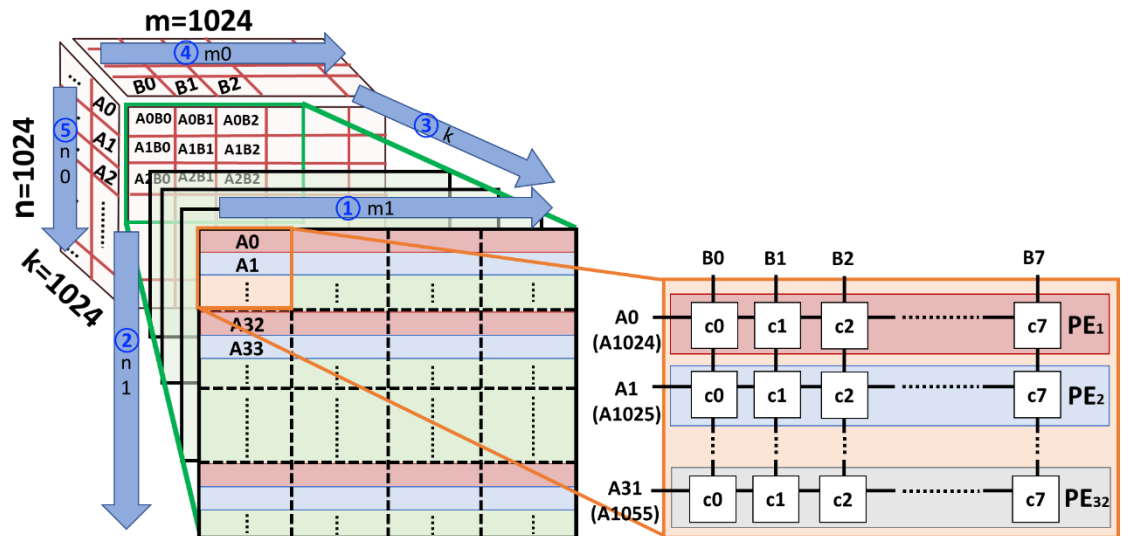 m=1024
④ m0
B0 B1 B2
③ k
n=1024
⑤ n0
A0
A1
A2
k=1024
A0B0 A0B1 A0B2
A1B0 A1B1 A1B2
A2B0 A2B1 A2B2
① m1
② n1
A0
A1
A32
A33
B0 B1 B2 B7
A0 c0 c1 c2 c7 PE1
(A1024)
A1 c0 c1 c2 c7 PE2
(A1025)
A31 c0 c1 c2 c7 PE32
(A1055)